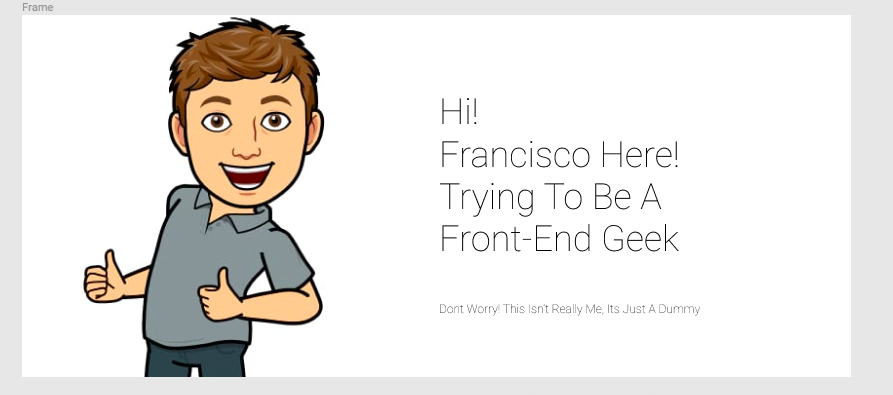 Frame
Hi!
Francisco Here!
Trying To Be A
Front-End Geek
Dont Worry! This Isn't Really Me, Its Just A Dummy